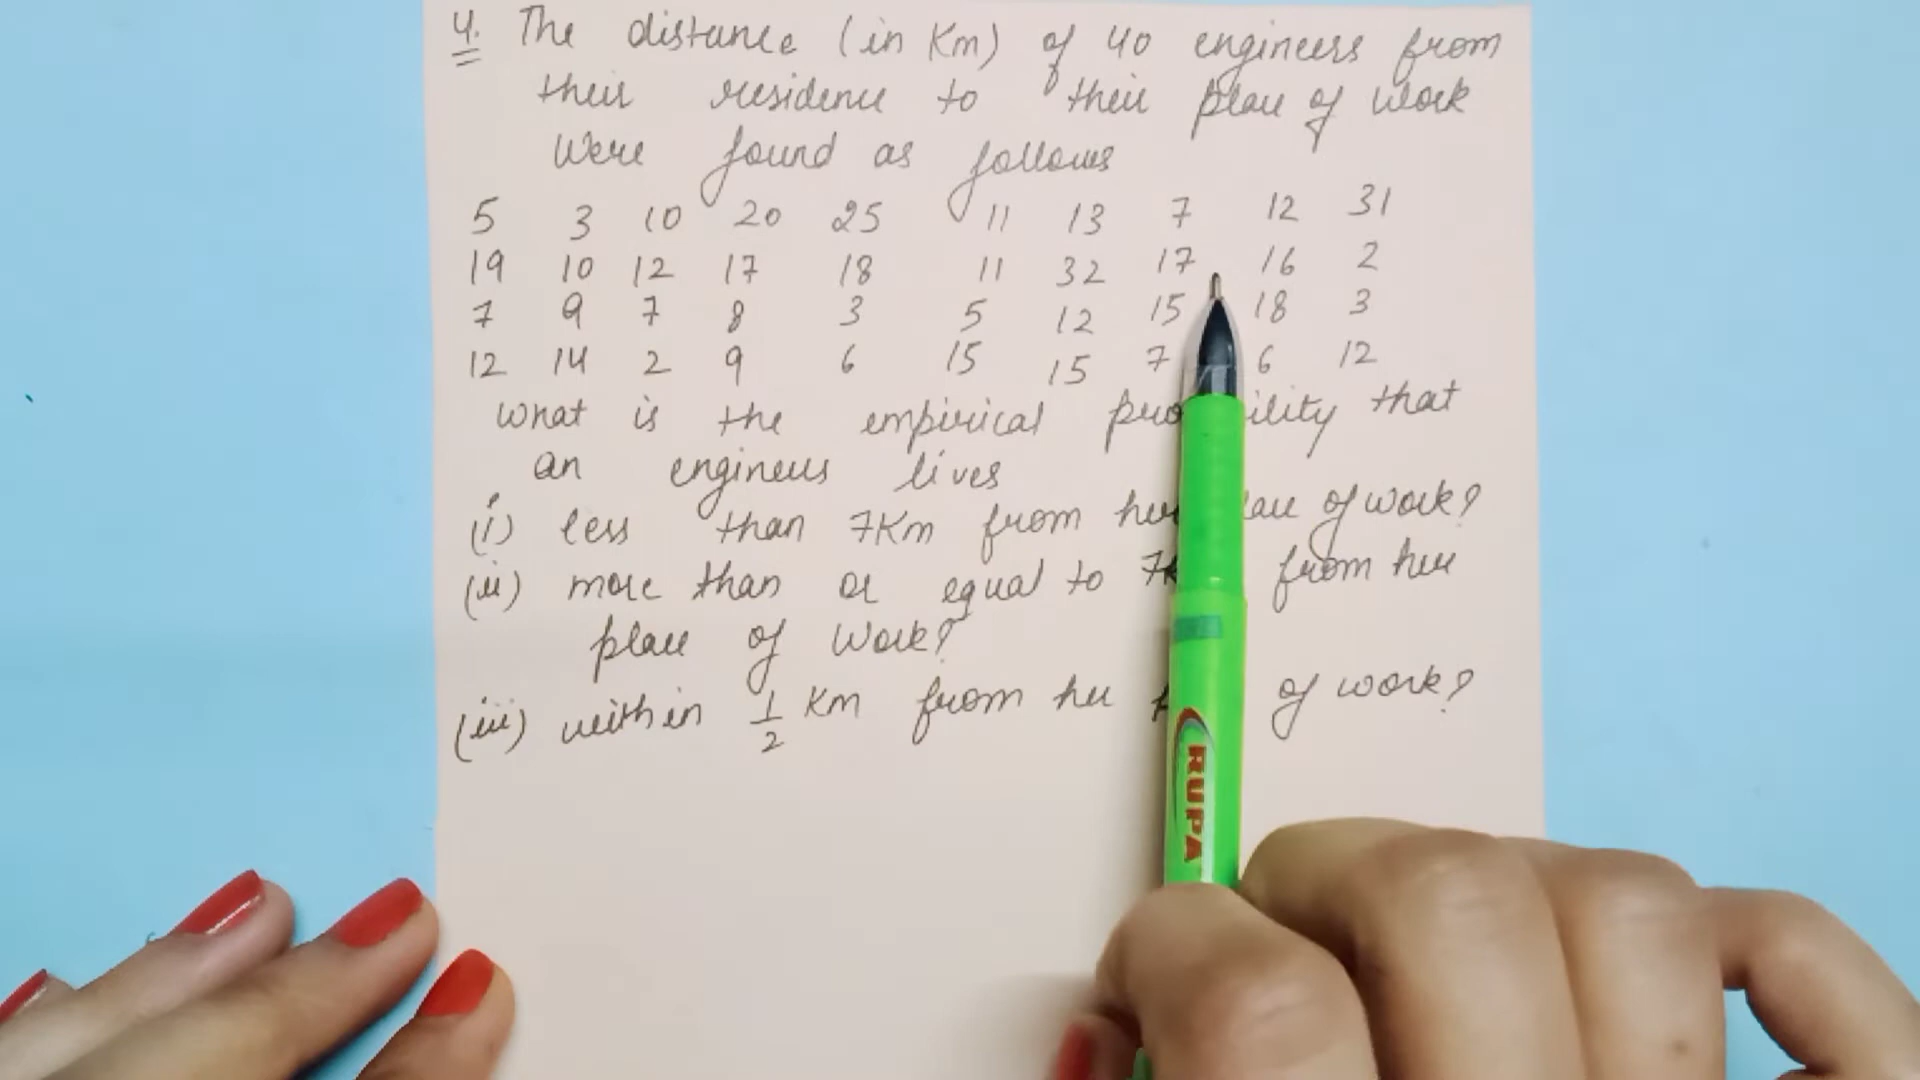 4. The distance (in Km) of 40 engineers from
their residence to their place of work
were found as follows
5 3 10 20 25 11 13 7 12 31
19 10 12 17 18 11 32 17 16 2
7 9 7 8 3 5 12 15 18 3
12 14 2 9 6 15 15 7 6 12
what is the empirical ility that
an engineers lives
(i) less than 7Km from her of work?
(ii) more than or equal to from her
place of work?
(iii) within 1/2 Km from her of work?
RUPA